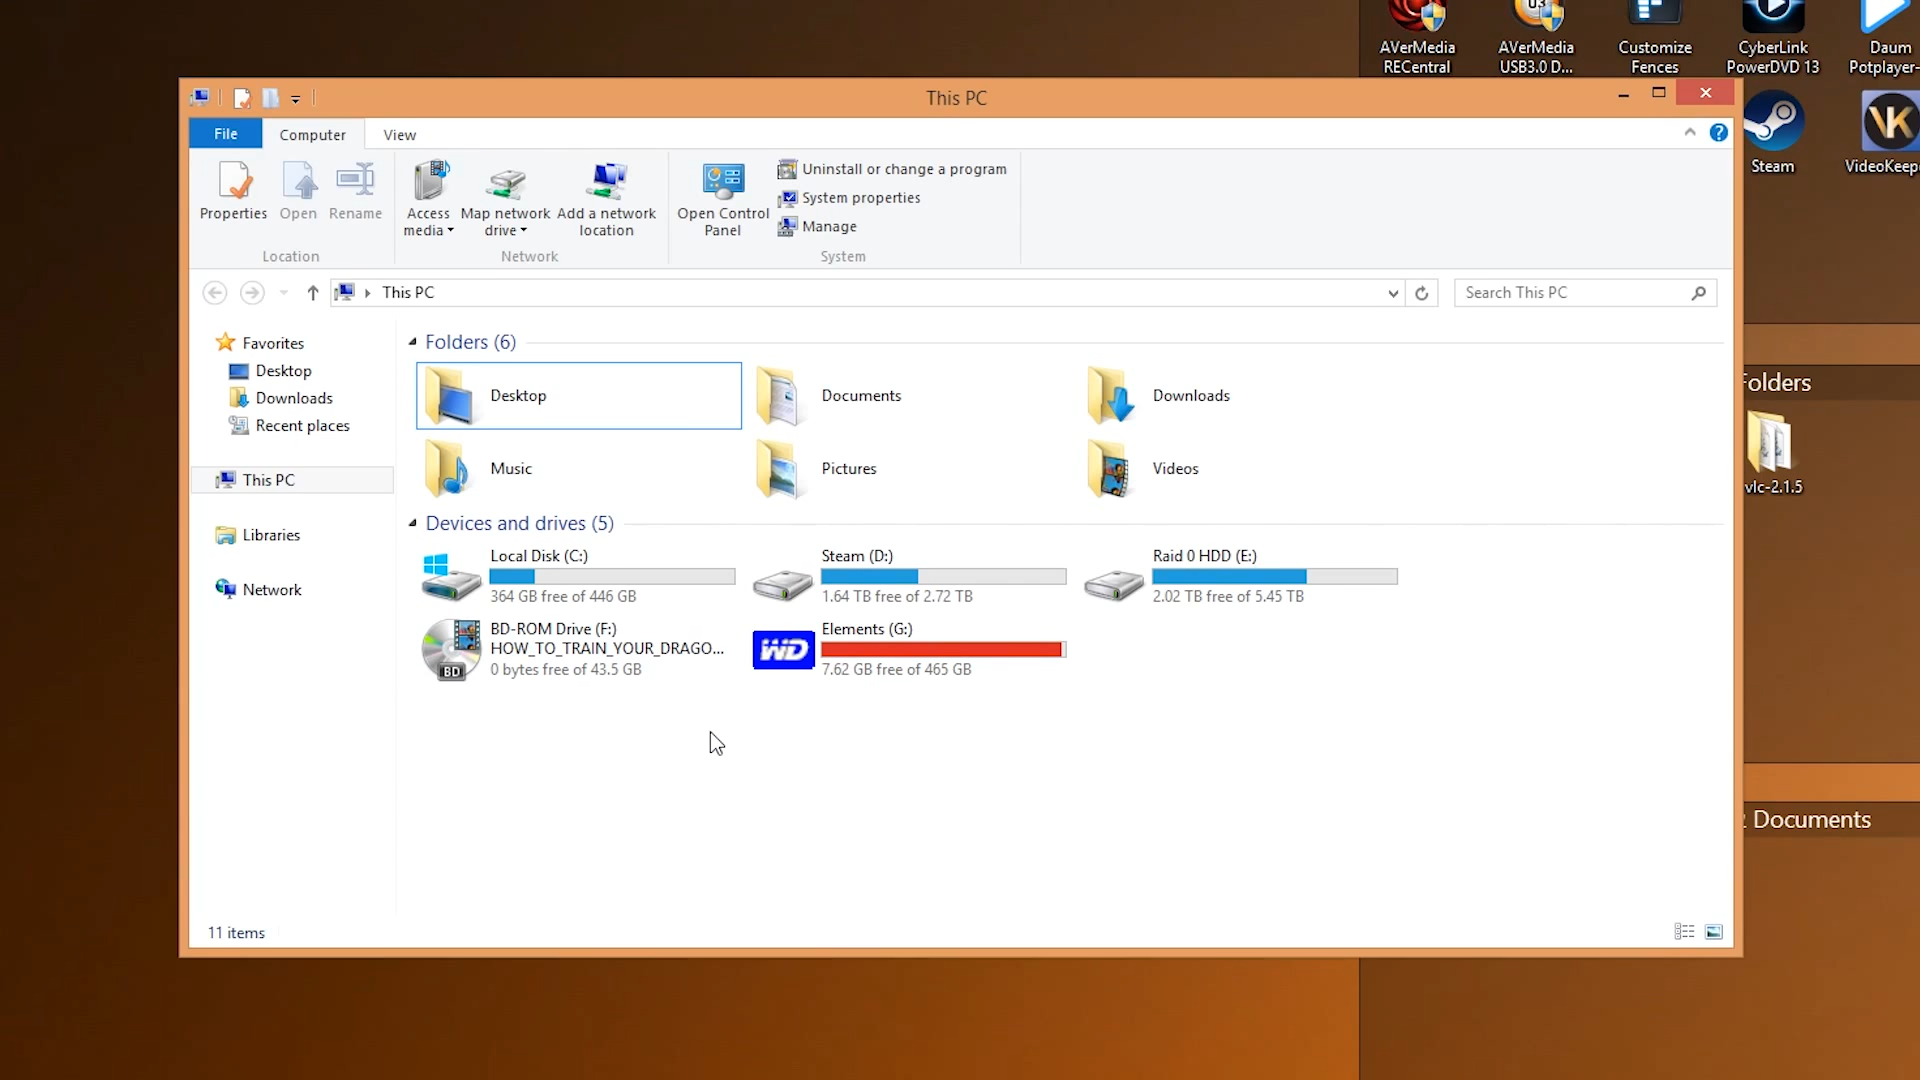 AVerMedia
RECentral
AVerMedia
USB3.0 D...
Customize
Fences
CyberLink
PowerDVD 13
Daum
Potplayer-
This PC
File
Computer
View
Steam
VideoKeep
Properties
Open
Rename
Access
media
Map network
drive
Add a network
location
Open Control
Panel
Uninstall or change a program
System properties
Manage
Location
Network
System
This PC
Search This PC
Favorites
Desktop
Downloads
Recent places
This PC
Libraries
Network
Folders (6)
Desktop
Documents
Downloads
Music
Pictures
Videos
Devices and drives (5)
Local Disk (C:)
364 GB free of 446 GB
Steam (D:)
1.64 TB free of 2.72 TB
Raid 0 HDD (E:)
2.02 TB free of 5.45 TB
BD
BD-ROM Drive (F:)
HOW_TO_TRAIN_YOUR_DRAGO...
0 bytes free of 43.5 GB
WD
Elements (G:)
7.62 GB free of 465 GB
11 items
Folders
vlc-2.1.5
Documents